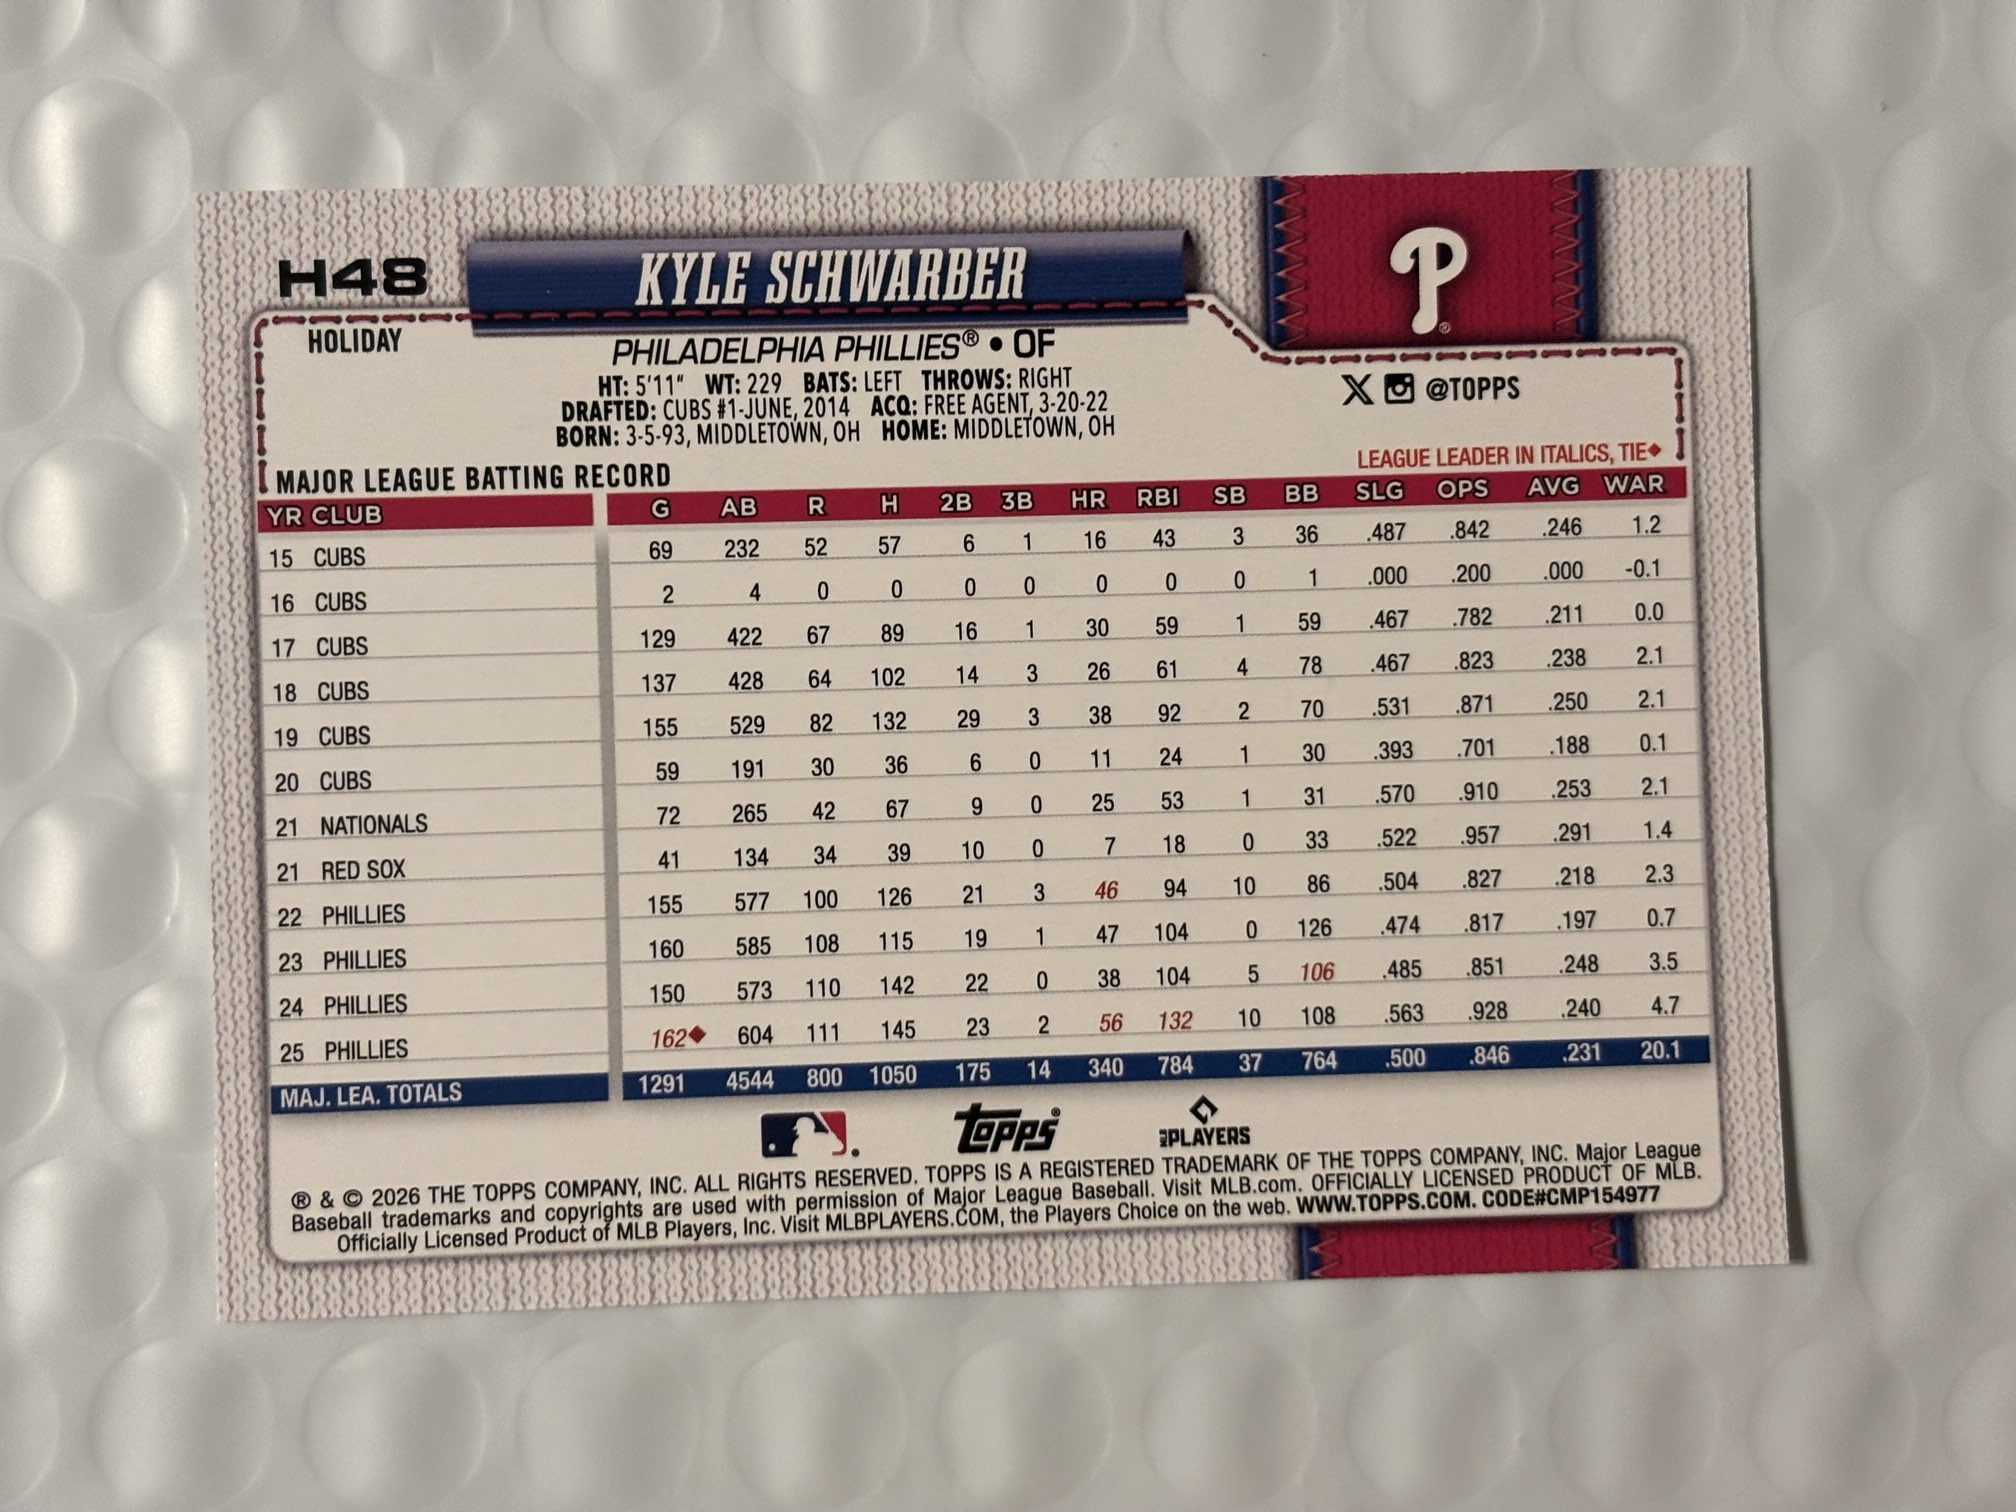 H48
KYLE SCHWARBER
P®
HOLIDAY
PHILADELPHIA PHILLIES® • OF
HT: 5'11" WT: 229 BATS: LEFT THROWS: RIGHT
DRAFTED: CUBS #1-JUNE, 2014 ACQ: FREE AGENT, 3-20-22
BORN: 3-5-93, MIDDLETOWN, OH HOME: MIDDLETOWN, OH
X @TOPPS
MAJOR LEAGUE BATTING RECORD
LEAGUE LEADER IN ITALICS, TIE♦
YR CLUB G AB R H 2B 3B HR RBI SB BB SLG OPS AVG WAR
15 CUBS 69 232 52 57 6 1 16 43 3 36 .487 .842 .246 1.2
16 CUBS 2 4 0 0 0 0 0 0 0 1 .000 .200 .000 -0.1
17 CUBS 129 422 67 89 16 1 30 59 1 59 .467 .782 .211 0.0
18 CUBS 137 428 64 102 14 3 26 61 4 78 .467 .823 .238 2.1
19 CUBS 155 529 82 132 29 3 38 92 2 70 .531 .871 .250 2.1
20 CUBS 59 191 30 36 6 0 11 24 1 30 .393 .701 .188 0.1
21 NATIONALS 72 265 42 67 9 0 25 53 1 31 .570 .910 .253 2.1
21 RED SOX 41 134 34 39 10 0 7 18 0 33 .522 .957 .291 1.4
22 PHILLIES 155 577 100 126 21 3 46 94 10 86 .504 .827 .218 2.3
23 PHILLIES 160 585 108 115 19 1 47 104 0 126 .474 .817 .197 0.7
24 PHILLIES 150 573 110 142 22 0 38 104 5 106 .485 .851 .248 3.5
25 PHILLIES 162♦ 604 111 145 23 2 56 132 10 108 .563 .928 .240 4.7
MAJ. LEA. TOTALS 1291 4544 800 1050 175 14 340 784 37 764 .500 .846 .231 20.1
Topps® MLBPLAYERS
® & © 2026 THE TOPPS COMPANY, INC. ALL RIGHTS RESERVED. TOPPS IS A REGISTERED TRADEMARK OF THE TOPPS COMPANY, INC. Major League
Baseball trademarks and copyrights are used with permission of Major League Baseball. Visit MLB.com. OFFICIALLY LICENSED PRODUCT OF MLB.
Officially Licensed Product of MLB Players, Inc. Visit MLBPLAYERS.COM, the Players Choice on the web. WWW.TOPPS.COM. CODE#CMP154977